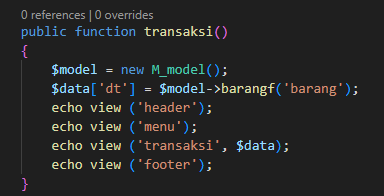 0 references | 0 overrides
public function transaksi()
{
    $model = new M_model();
    $data['dt'] = $model->barangf('barang');
    echo view ('header');
    echo view ('menu');
    echo view ('transaksi', $data);
    echo view ('footer');
}